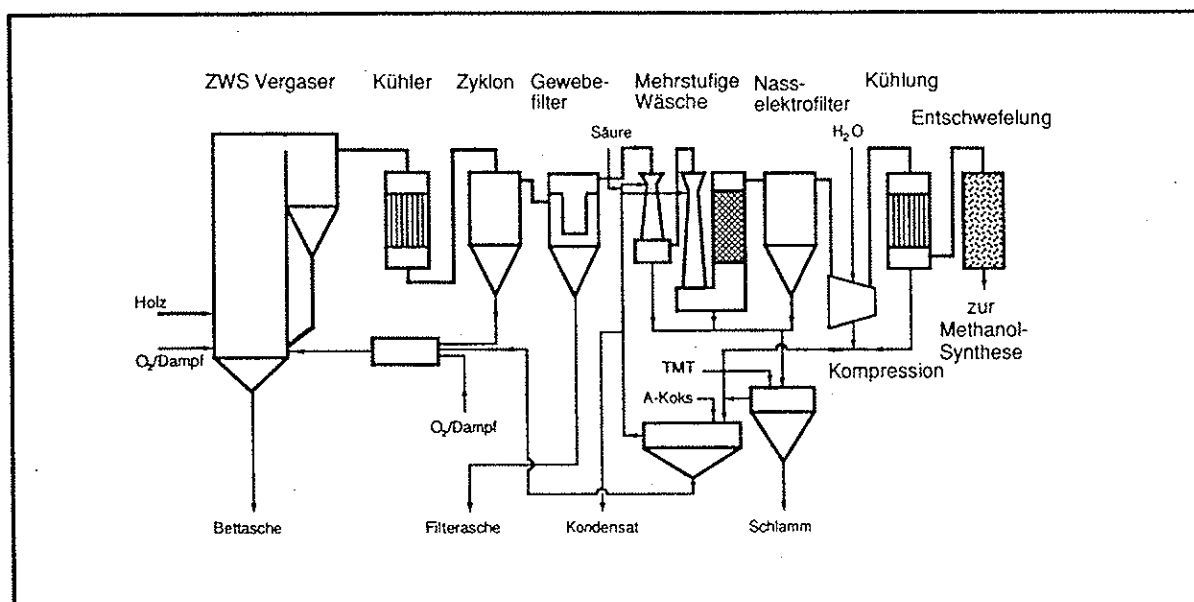 ZWS Vergaser
Kühler
Zyklon
Gewebe-
filter
Mehrstufige
Wäsche
Nass-
elektrofilter
Kühlung
Entschwefelung
Säure
H₂O
Holz
O₂/Dampf
O₂/Dampf
TMT
A-Koks
Kompression
zur
Methanol-
Synthese
Bettasche
Filterasche
Kondensat
Schlamm